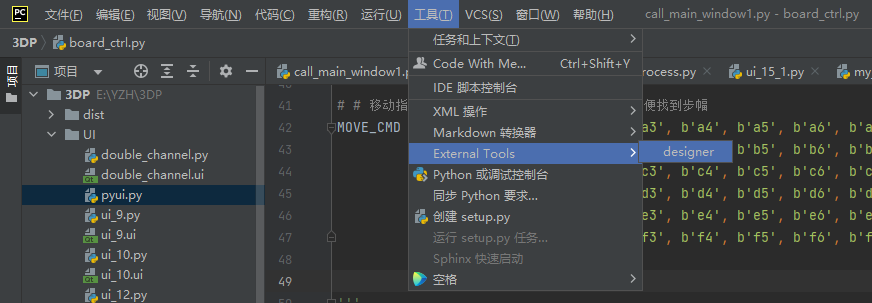 PC 文件(F) 编辑(E) 视图(V) 导航(N) 代码(C) 重构(R) 运行(U) 工具(T) VCS(S) 窗口(W) 帮助(H) call_main_window1.py - board_ctrl.py
3DP board_ctrl.py
项目
项目
3DP E:\YZH\3DP
dist
UI
double_channel.py
double_channel.ui
pyui.py
ui_9.py
ui_9.ui
ui_10.py
ui_10.ui
ui_12.py
任务和上下文(T)
Code With Me... Ctrl+Shift+Y
IDE 脚本控制台
XML 操作
Markdown 转换器
External Tools
designer
Python 或调试控制台
同步 Python 要求...
创建 setup.py
运行 setup.py 任务...
Sphinx 快速启动
空格
call_main_window1.p rocess.py ui_15_1.py my_
41 # # 移动指 便找到步幅
42 MOVE_CMD a3', b'a4', b'a5', b'a6', b'a
43 b'b5', b'b6', b'b
44 c3', b'c4', b'c5', b'c6', b'c
45 d3', b'd4', b'd5', b'd6', b'd
46 e3', b'e4', b'e5', b'e6', b'e
47 f3', b'f4', b'f5', b'f6', b'f
48
49